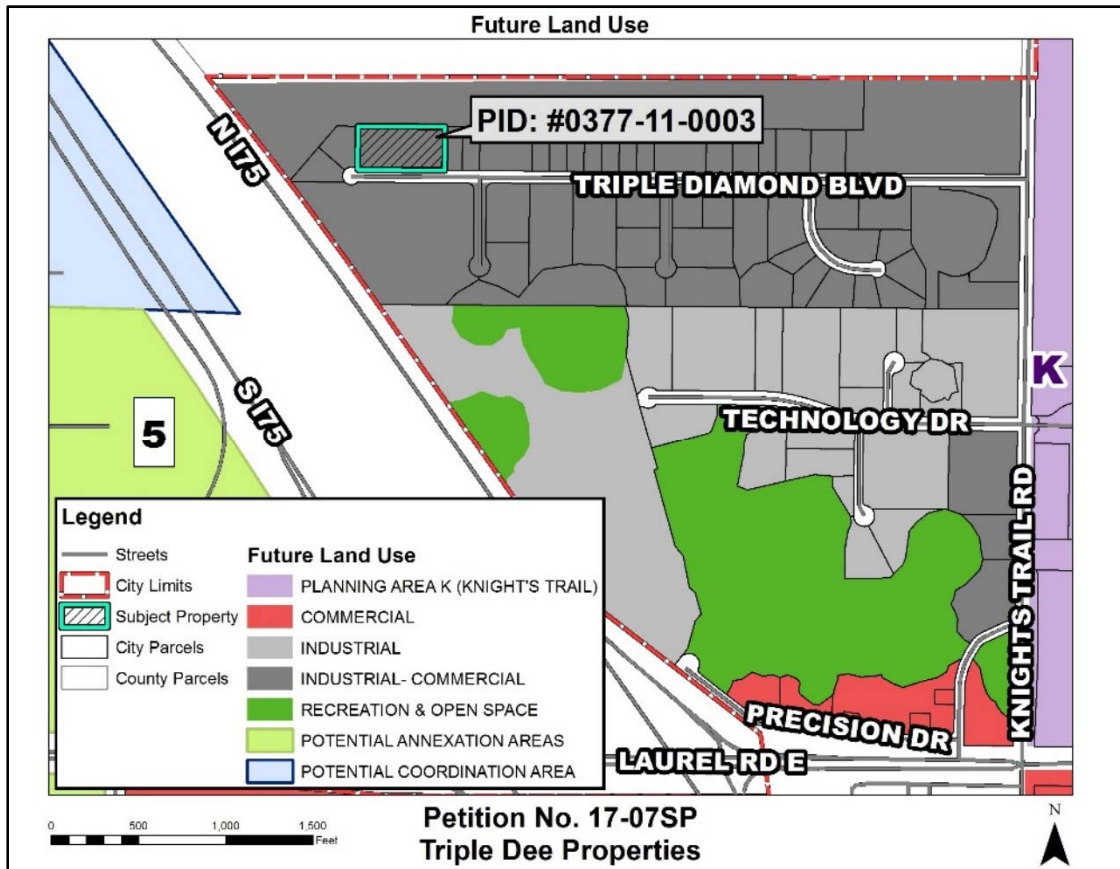 Future Land Use
N I75
PID: #0377-11-0003
TRIPLE DIAMOND BLVD
S I75
5
K
TECHNOLOGY DR
KNIGHTS TRAIL RD
PRECISION DR
LAUREL RD E
Legend
Streets
City Limits
Subject Property
City Parcels
County Parcels
Future Land Use
PLANNING AREA K (KNIGHT'S TRAIL)
COMMERCIAL
INDUSTRIAL
INDUSTRIAL- COMMERCIAL
RECREATION & OPEN SPACE
POTENTIAL ANNEXATION AREAS
POTENTIAL COORDINATION AREA
0 500 1,000 1,500
Feet
Petition No. 17-07SP
Triple Dee Properties
N